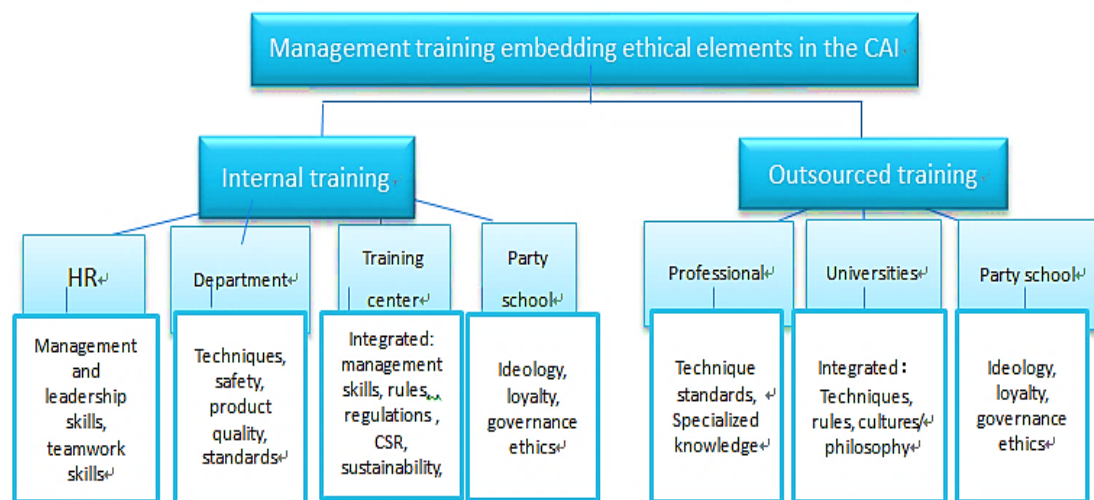 Management training embedding ethical elements in the CAI
Internal training
Outsourced training
HR
Department
Training
center
Party
school
Professional
Universities
Party school
Management
and
leadership
skills,
teamwork
skills
Techniques,
safety,
product
quality,
standards
Integrated:
management
skills, rules,
regulations ,
CSR,
sustainability,
Ideology,
loyalty,
governance
ethics
Technique
standards,
Specialized
knowledge
Integrated：
Techniques,
rules, cultures/
philosophy
Ideology,
loyalty,
governance
ethics